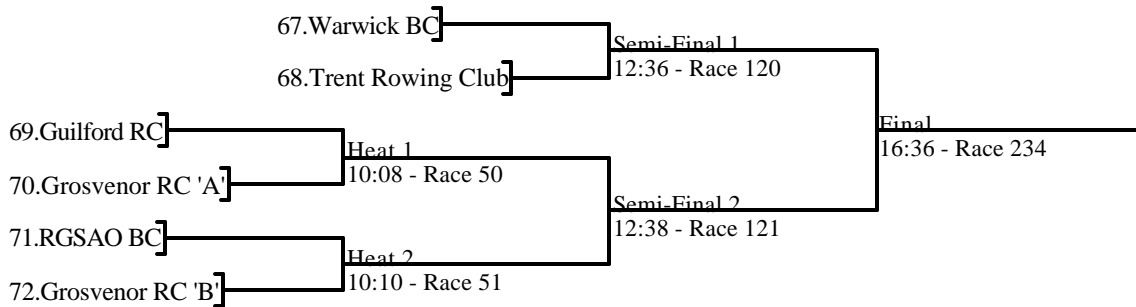 67.Warwick BC
Semi-Final 1
12:36 - Race 120
68.Trent Rowing Club
69.Guilford RC
Final
16:36 - Race 234
Heat 1
10:08 - Race 50
70.Grosvenor RC 'A'
Semi-Final 2
12:38 - Race 121
71.RGSAO BC
Heat 2
10:10 - Race 51
72.Grosvenor RC 'B'